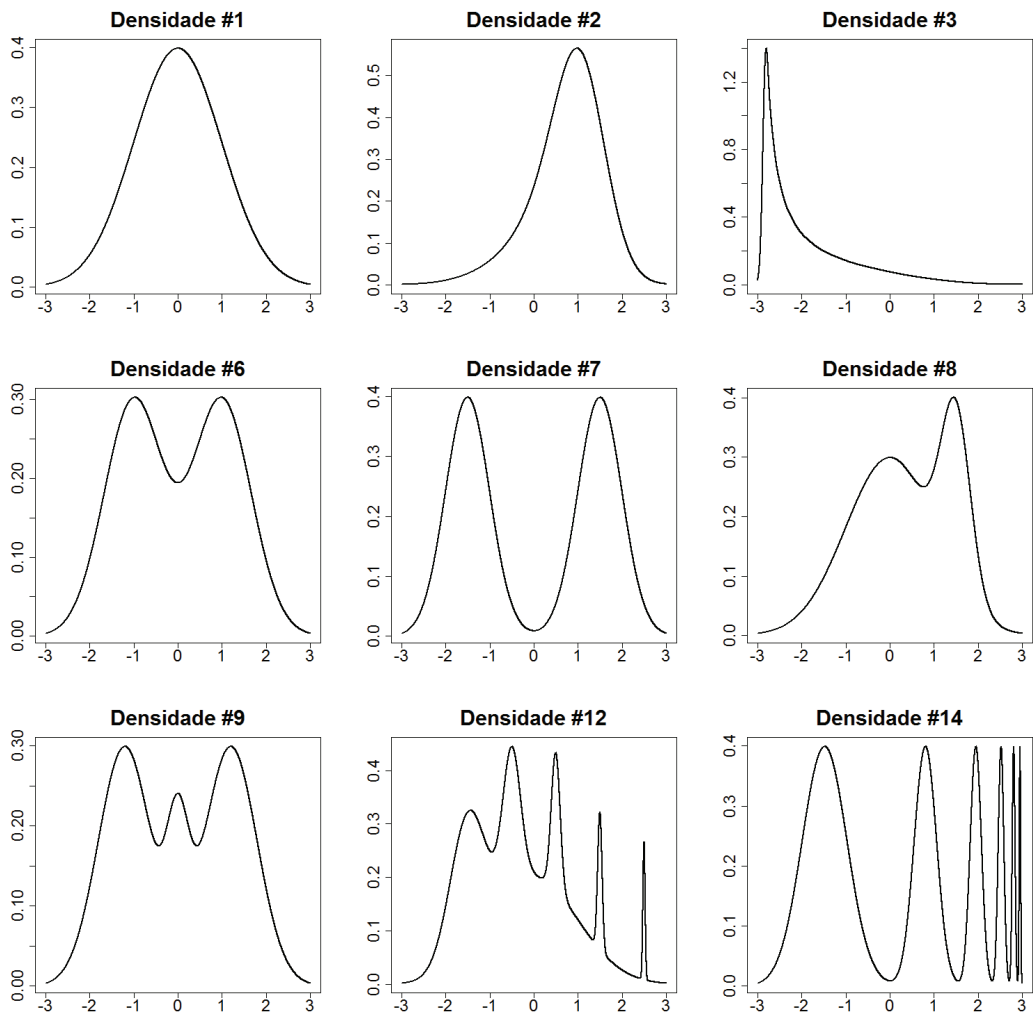 Densidade #1
Densidade #2
Densidade #3
0.0 0.1 0.2 0.3 0.4
0.0 0.1 0.2 0.3 0.4 0.5
0.0 0.4 0.8 1.2
-3 -2 -1 0 1 2 3
-3 -2 -1 0 1 2 3
-3 -2 -1 0 1 2 3
Densidade #6
Densidade #7
Densidade #8
0.00 0.10 0.20 0.30
0.0 0.1 0.2 0.3 0.4
0.0 0.1 0.2 0.3 0.4
-3 -2 -1 0 1 2 3
-3 -2 -1 0 1 2 3
-3 -2 -1 0 1 2 3
Densidade #9
Densidade #12
Densidade #14
0.00 0.10 0.20 0.30
0.0 0.1 0.2 0.3 0.4
0.0 0.1 0.2 0.3 0.4
-3 -2 -1 0 1 2 3
-3 -2 -1 0 1 2 3
-3 -2 -1 0 1 2 3